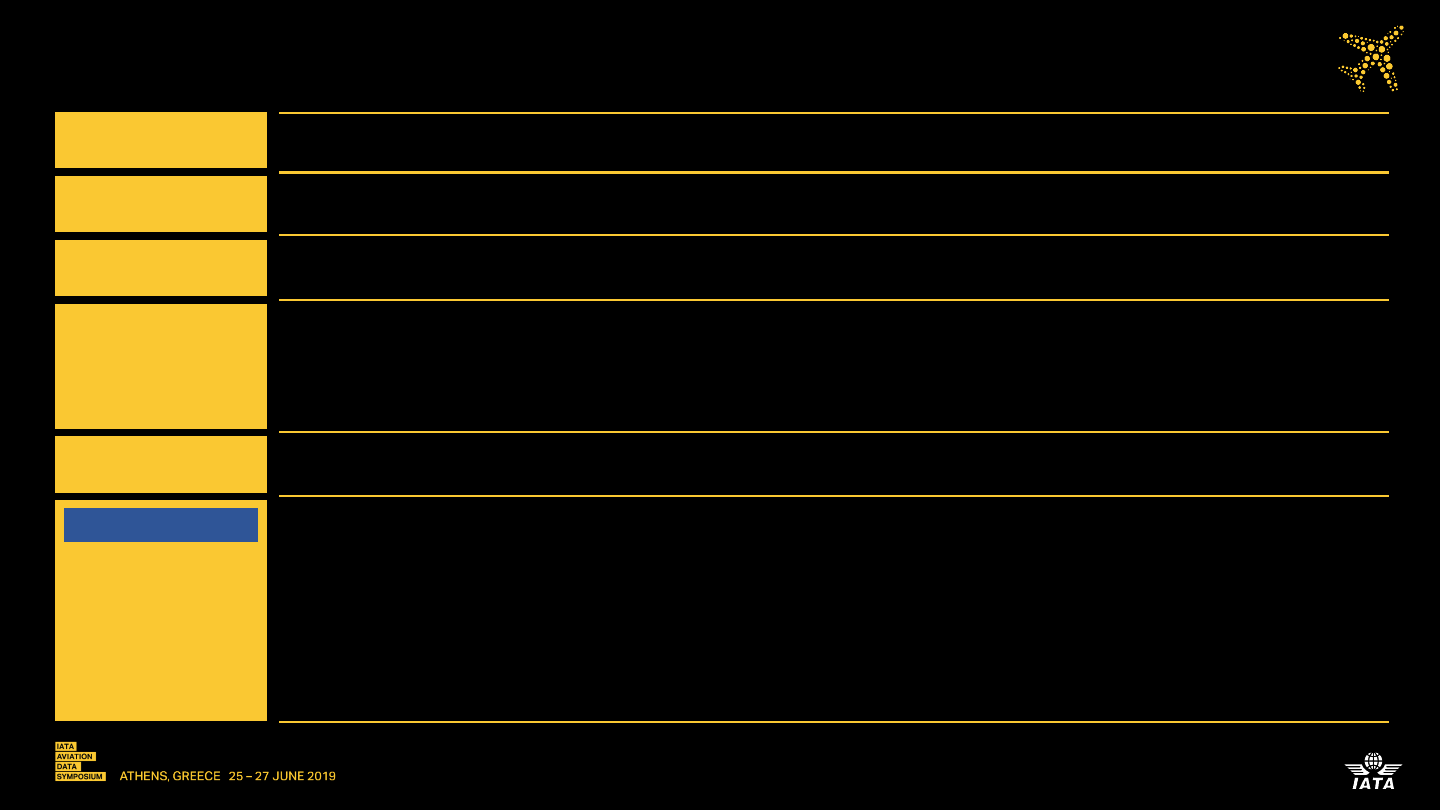 IATA
AVIATION
DATA
SYMPOSIUM
ATHENS, GREECE 25 – 27 JUNE 2019
IATA